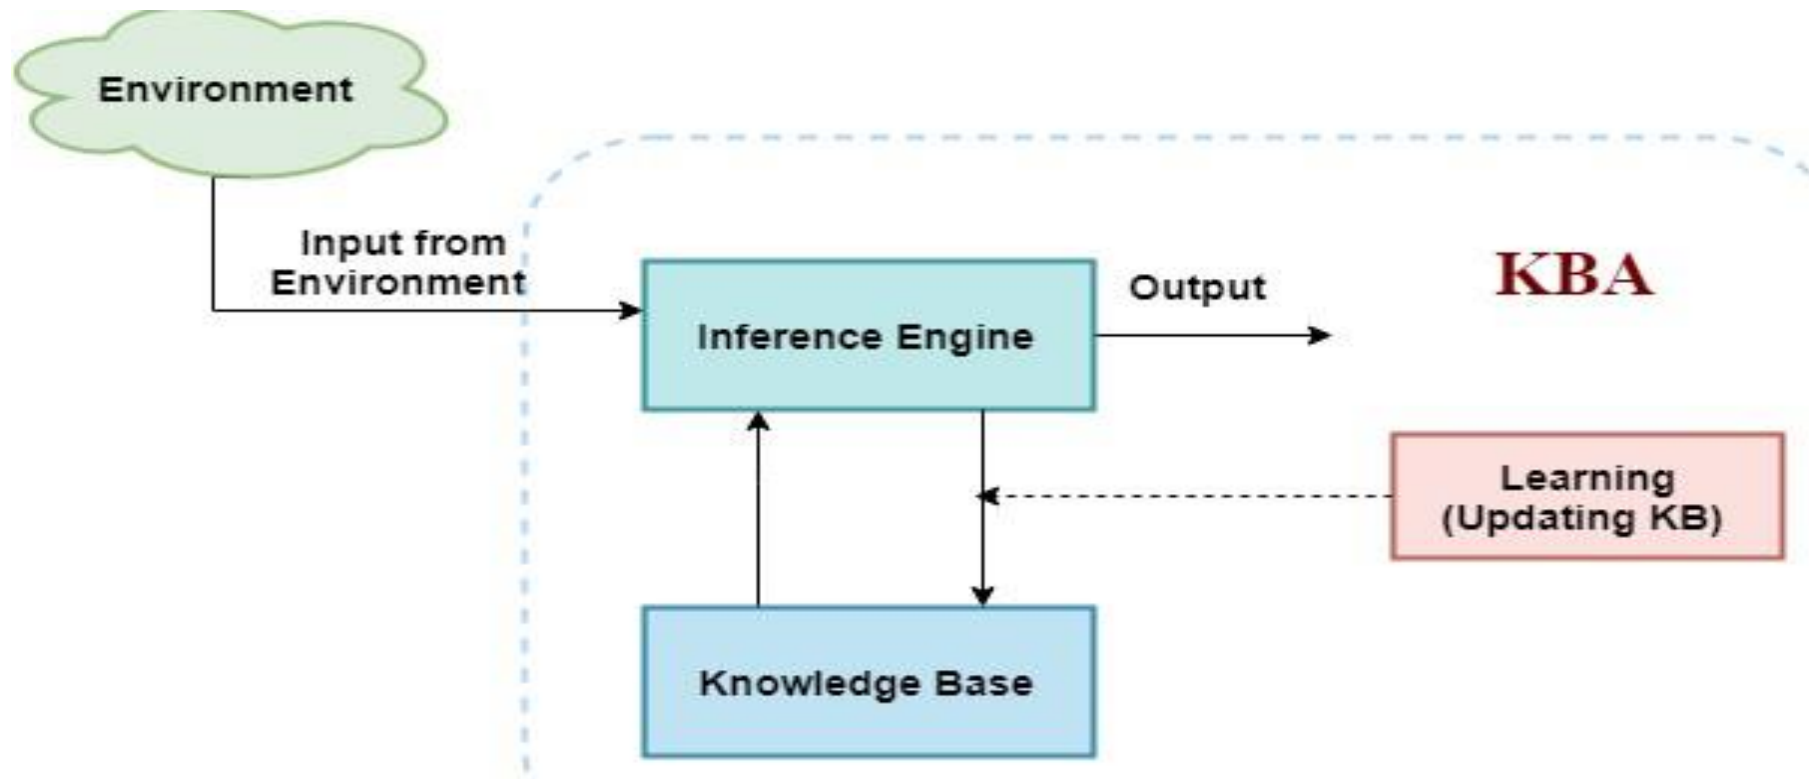 Environment
Input from
Environment
Inference Engine
Output
KBA
Learning
(Updating KB)
Knowledge Base